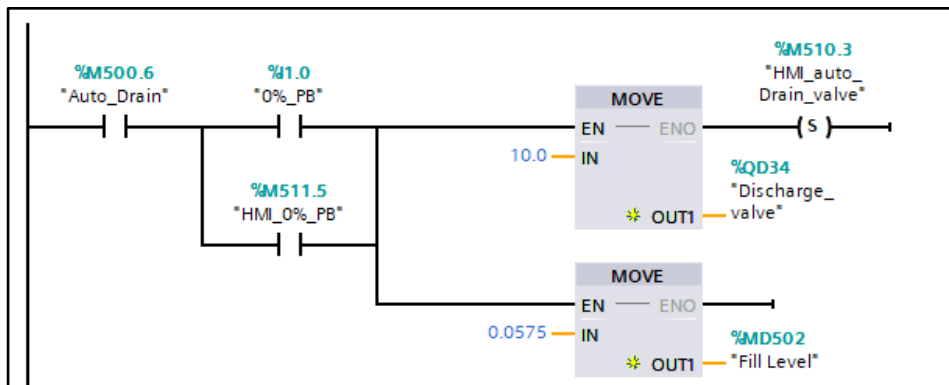 %M500.6
"Auto_Drain"
%I1.0
"0%_PB"
%M511.5
"HMI_0%_PB"
MOVE
EN
ENO
10.0
IN
OUT1
%M510.3
"HMI_auto_
Drain_valve"
S
%QD34
"Discharge_
valve"
MOVE
EN
ENO
0.0575
IN
OUT1
%MD502
"Fill Level"